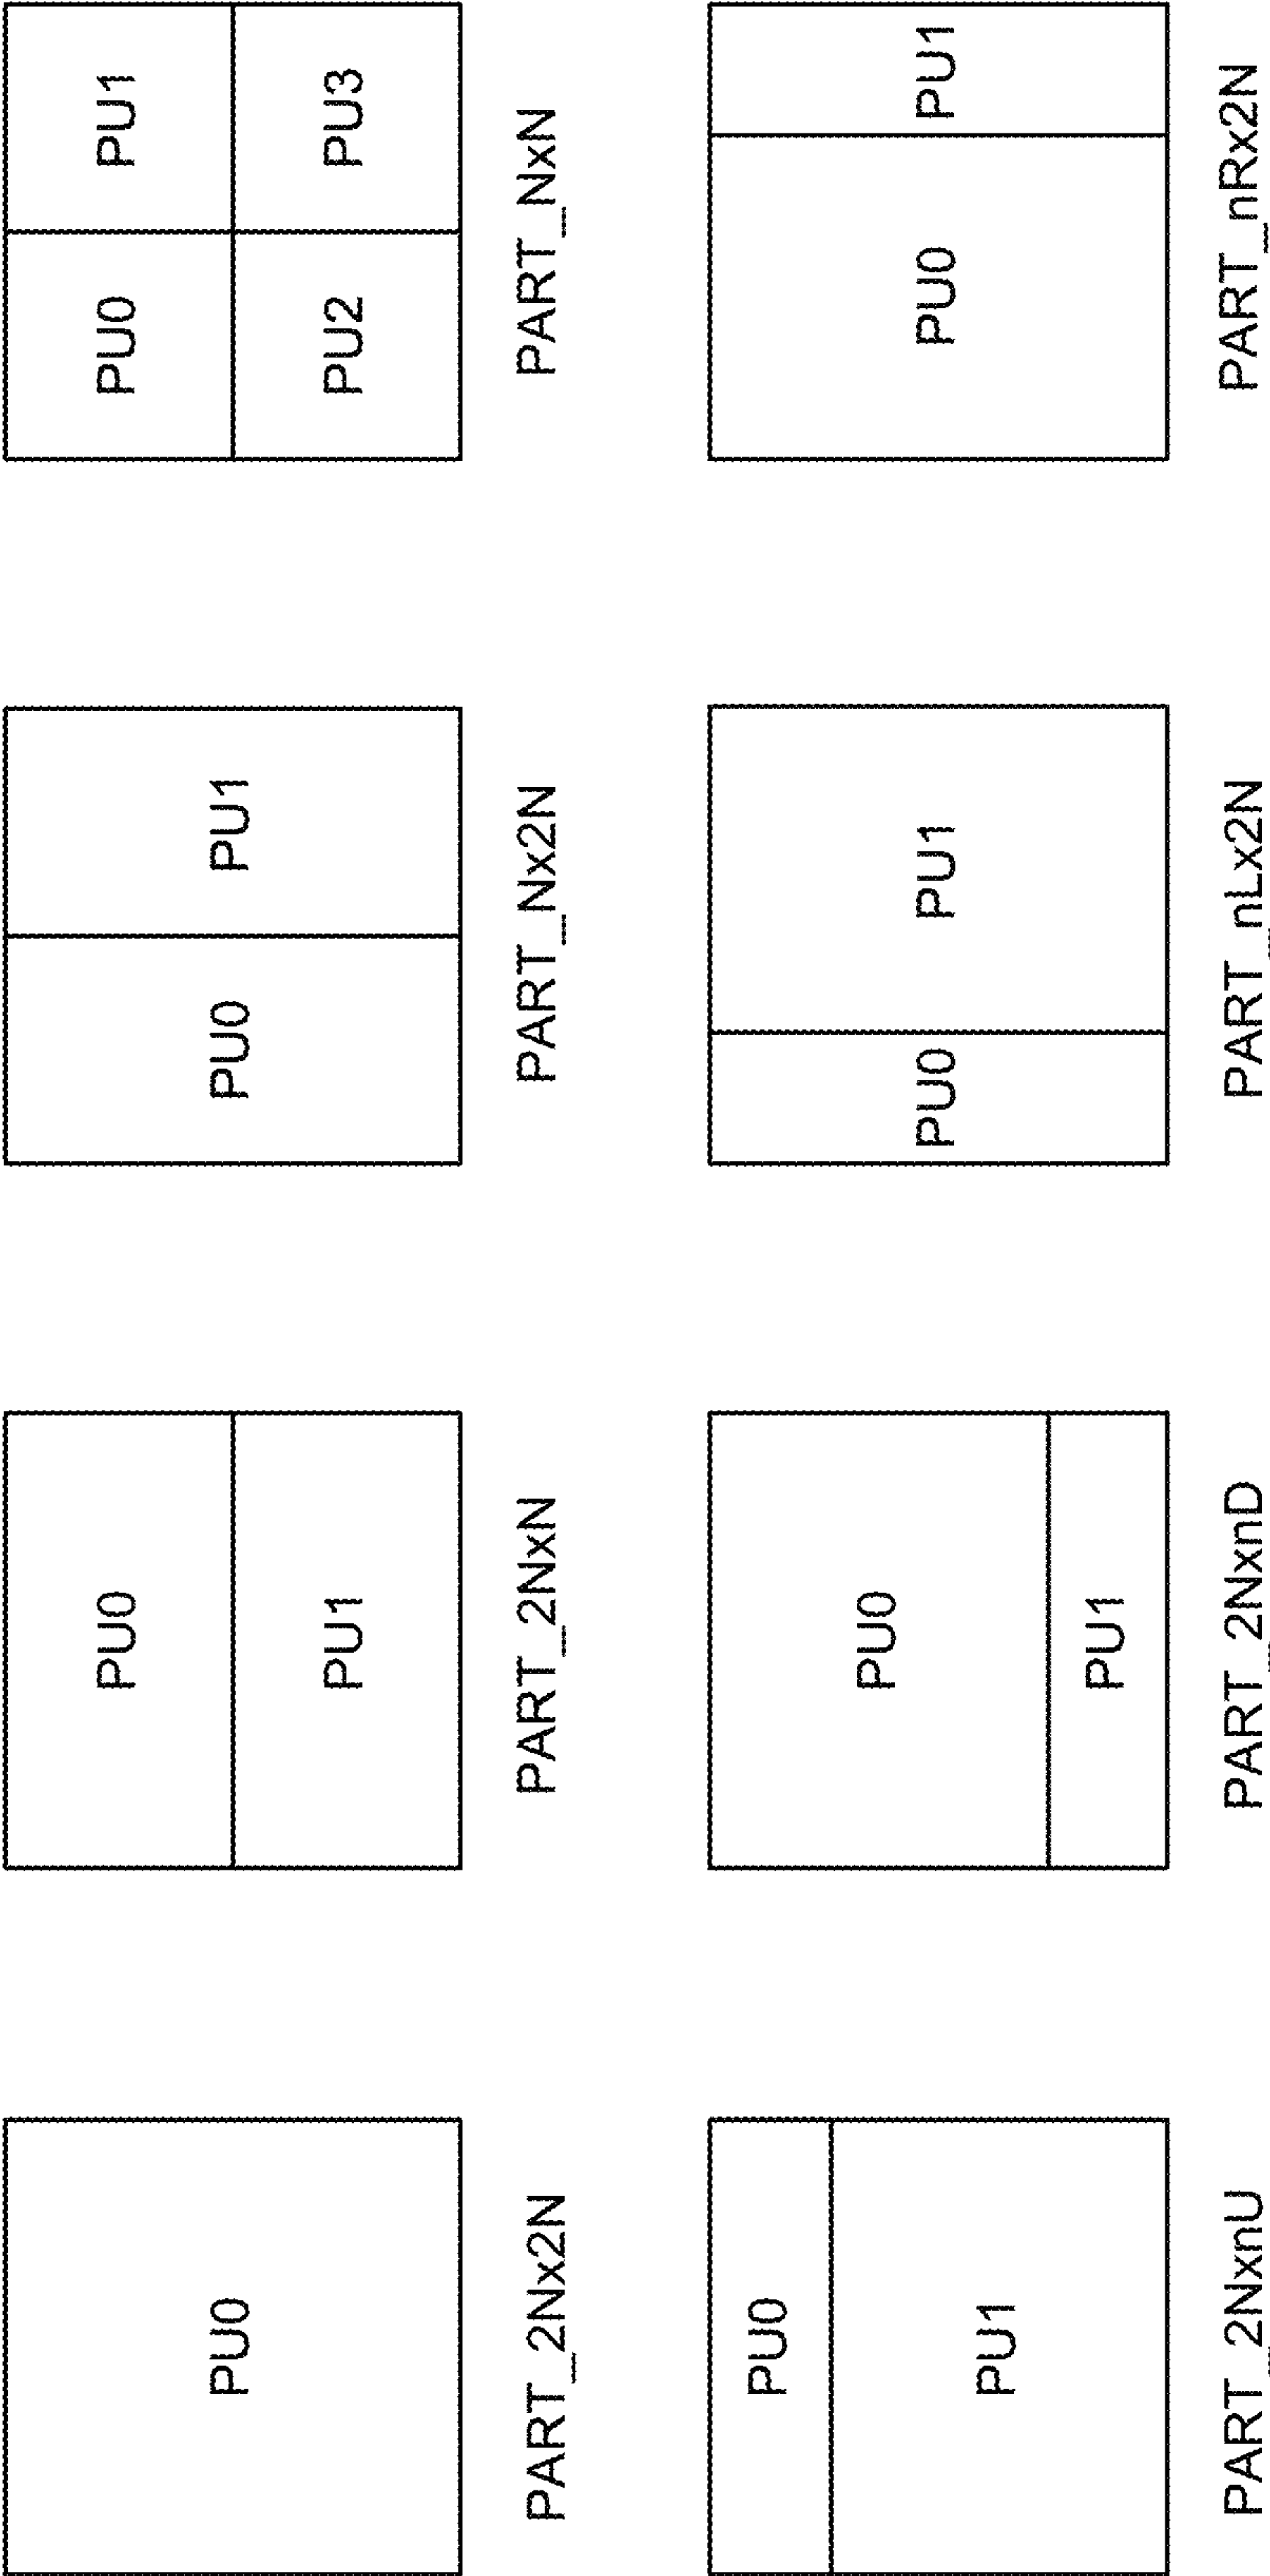 PU0
PART_2Nx2N
PU0
PU1
PART_2NxN
PU0
PU1
PART_Nx2N
PU0
PU1
PU2
PU3
PART_NxN
PU0
PU1
PART_2NxnU
PU0
PU1
PART_2NxnD
PU0
PU1
PART_nLx2N
PU0
PU1
PART_nRx2N